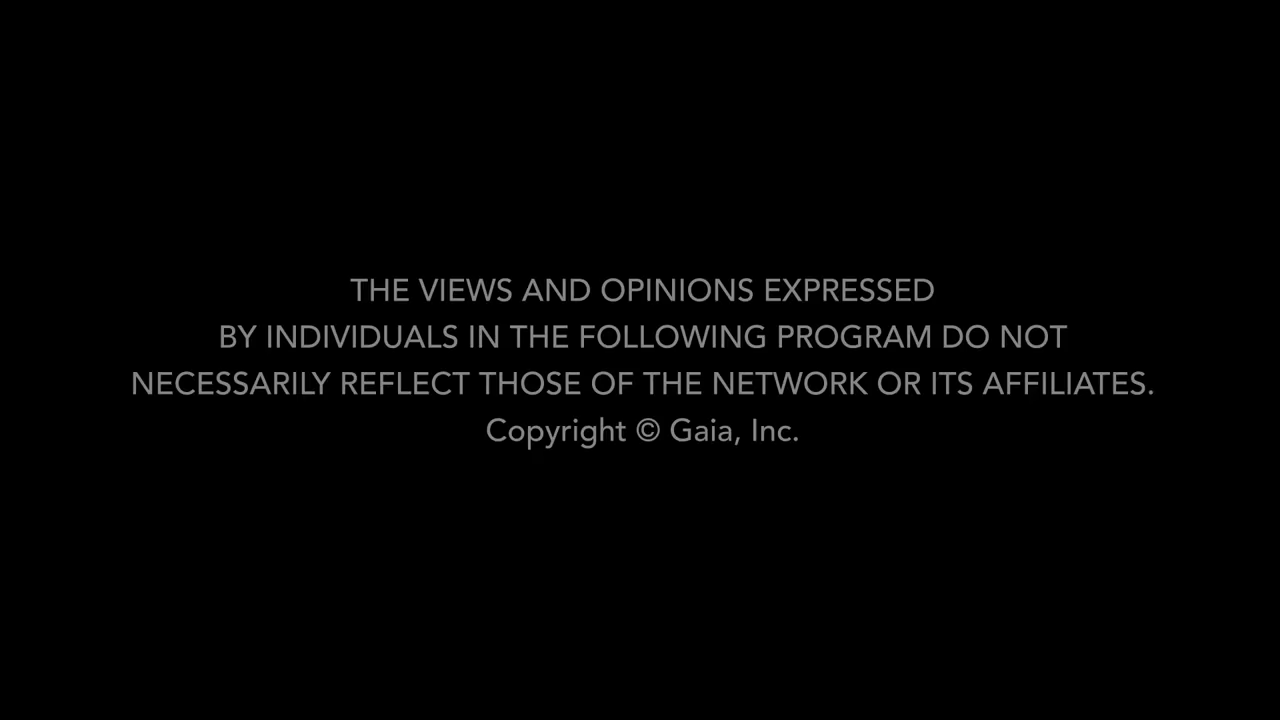 THE VIEWS AND OPINIONS EXPRESSED
BY INDIVIDUALS IN THE FOLLOWING PROGRAM DO NOT
NECESSARILY REFLECT THOSE OF THE NETWORK OR ITS AFFILIATES.
Copyright © Gaia, Inc.